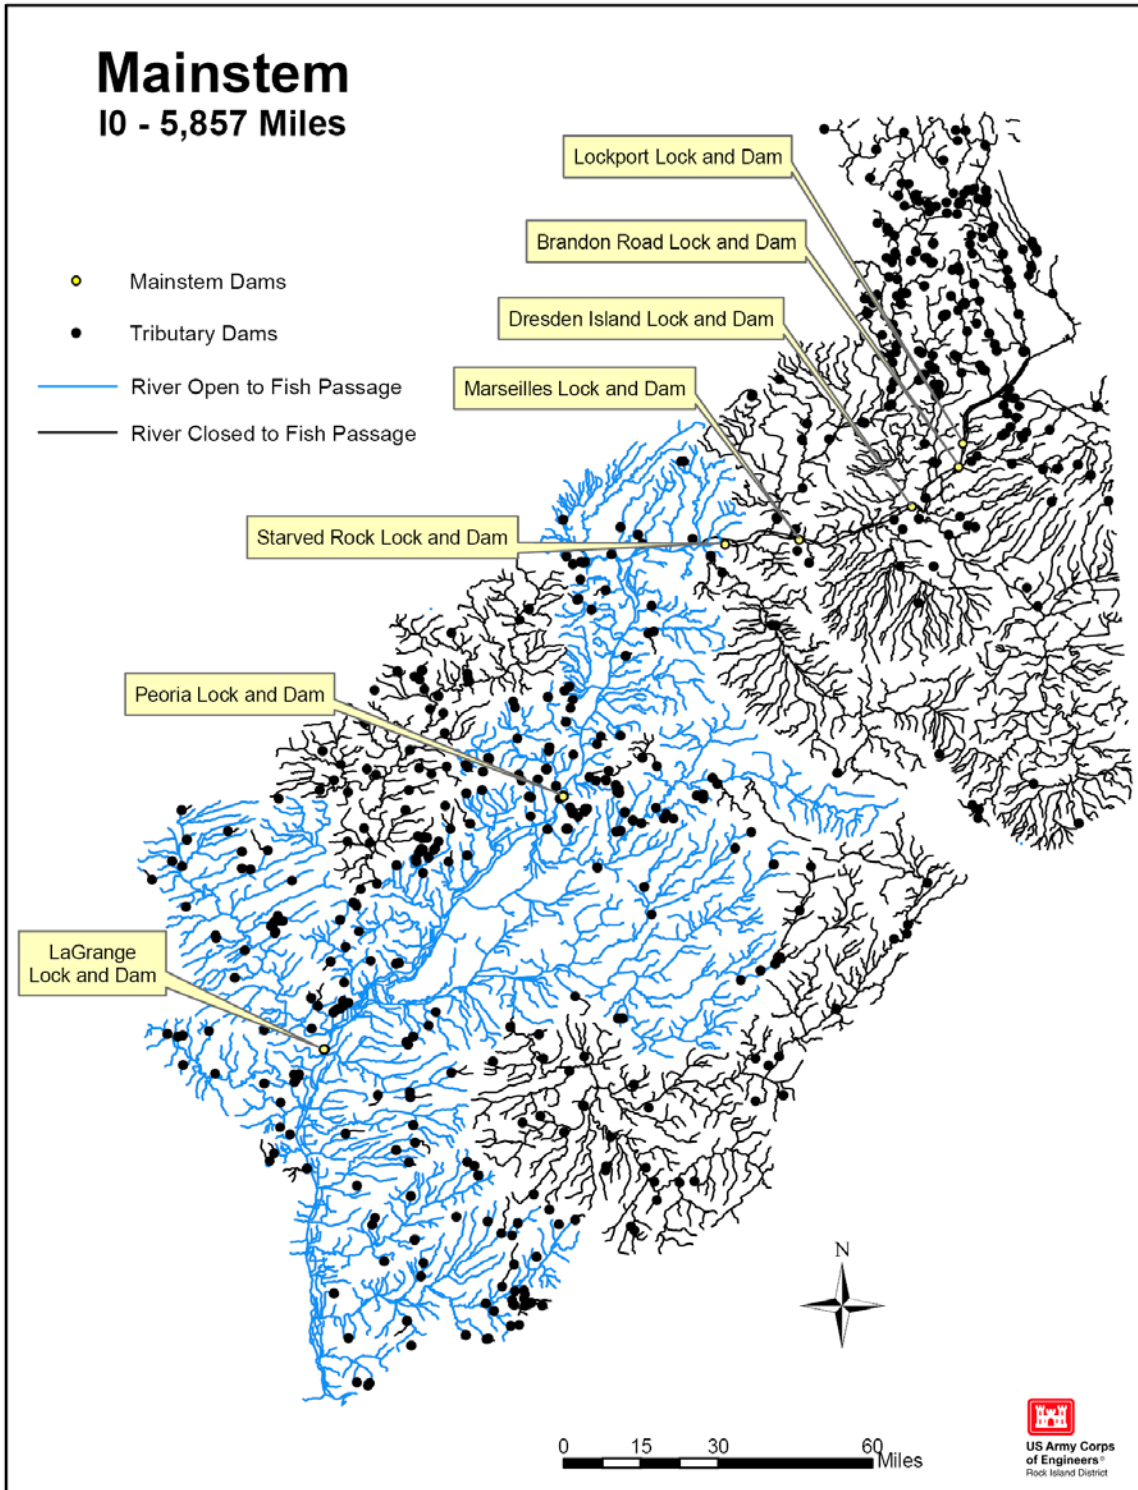 Mainstem
I0 - 5,857 Miles
Lockport Lock and Dam
Brandon Road Lock and Dam
Mainstem Dams
Dresden Island Lock and Dam
Tributary Dams
River Open to Fish Passage
Marseilles Lock and Dam
River Closed to Fish Passage
Starved Rock Lock and Dam
Peoria Lock and Dam
LaGrange
Lock and Dam
N
0 15 30 60
Miles
US Army Corps
of Engineers®
Rock Island District